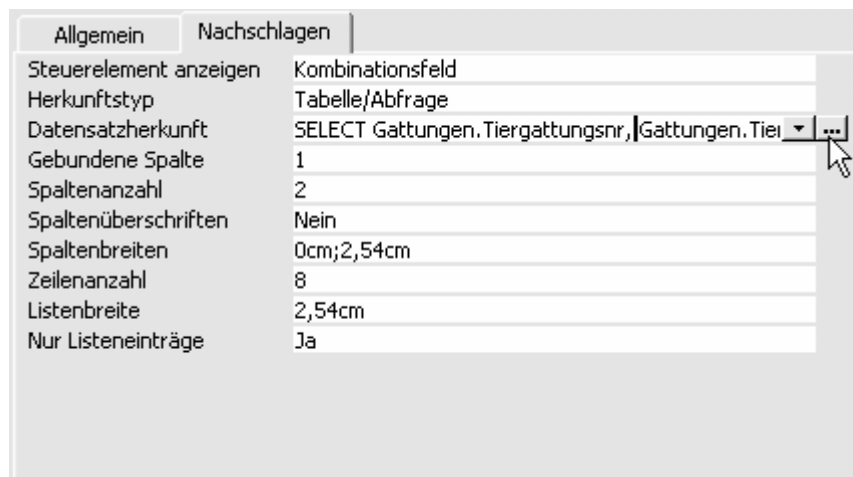 Allgemein Nachschlagen
Steuerelement anzeigen Kombinationsfeld
Herkunftstyp Tabelle/Abfrage
Datensatzherkunft SELECT Gattungen.Tiergattungsnr, Gattungen.Tier ...
Gebundene Spalte 1
Spaltenanzahl 2
Spaltenüberschriften Nein
Spaltenbreiten 0cm;2,54cm
Zeilenanzahl 8
Listenbreite 2,54cm
Nur Listeneinträge Ja